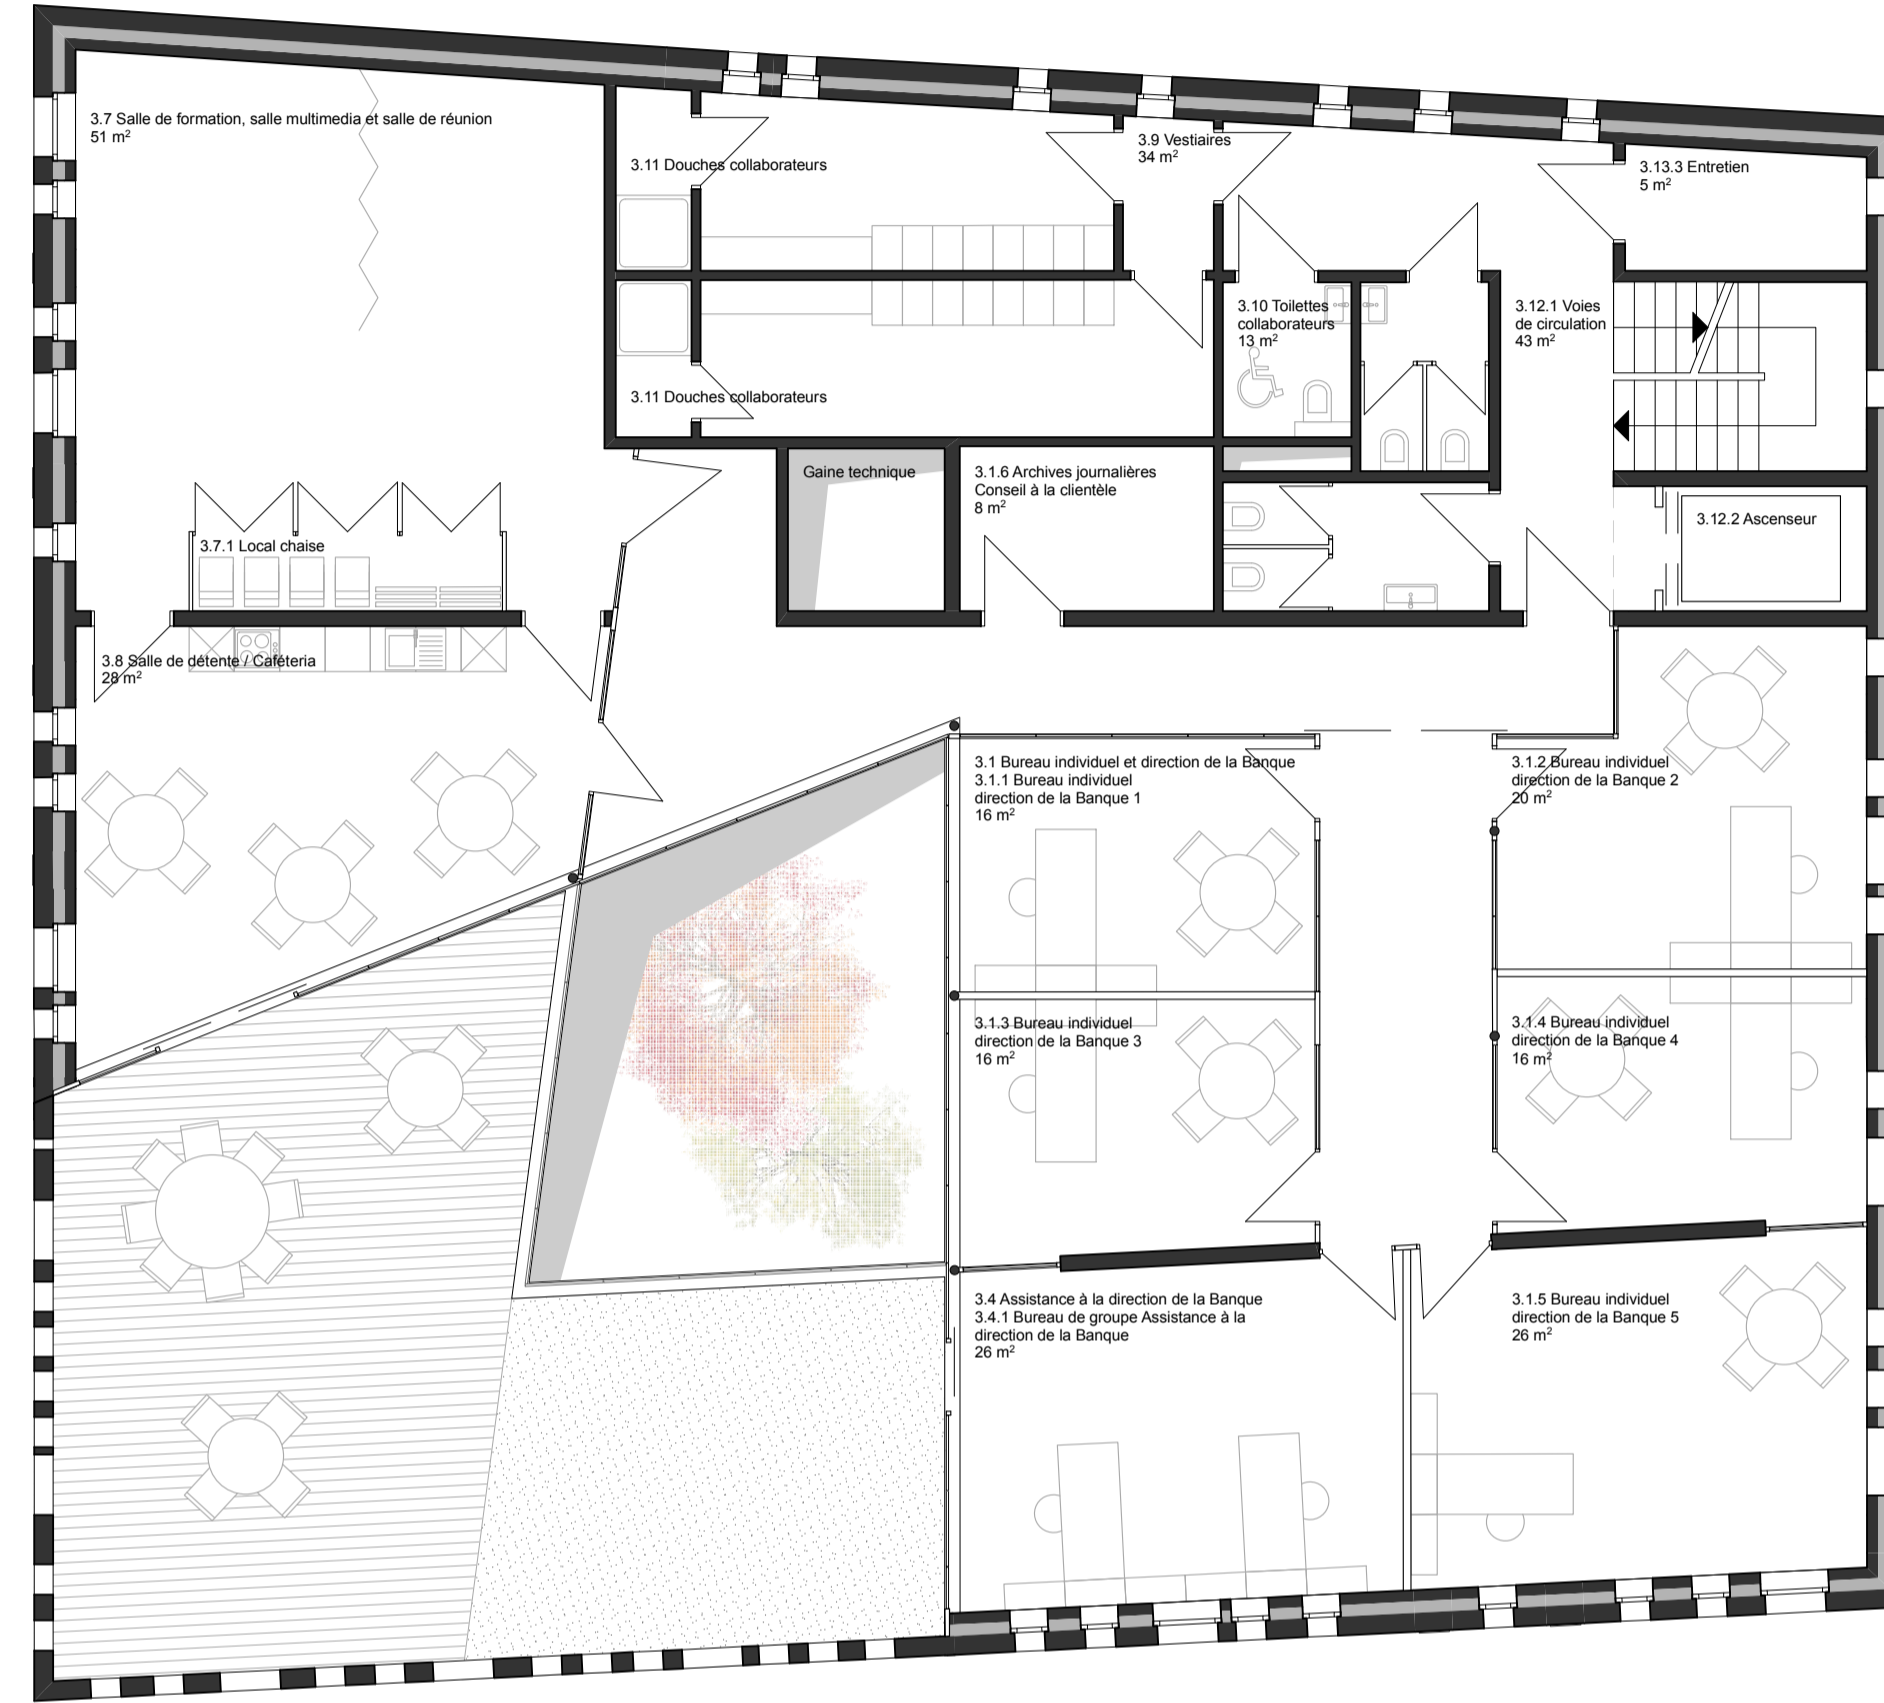 3.7 Salle de formation, salle multimedia et salle de réunion
51 m²
3.11 Douches collaborateurs
3.9 Vestiaires
34 m²
3.13.3 Entretien
5 m²
3.10 Toilettes
collaborateurs
13 m²
3.12.1 Voies
de circulation
43 m²
3.11 Douches collaborateurs
Gaine technique
3.1.6 Archives journalières
Conseil à la clientèle
8 m²
3.12.2 Ascenseur
3.7.1 Local chaise
3.8 Salle de détente / Caféteria
28 m²
3.1 Bureau individuel et direction de la Banque
3.1.1 Bureau individuel
direction de la Banque 1
16 m²
3.1.2 Bureau individuel
direction de la Banque 2
20 m²
3.1.3 Bureau individuel
direction de la Banque 3
16 m²
3.1.4 Bureau individuel
direction de la Banque 4
16 m²
3.4 Assistance à la direction de la Banque
3.4.1 Bureau de groupe Assistance à la
direction de la Banque
26 m²
3.1.5 Bureau individuel
direction de la Banque 5
26 m²